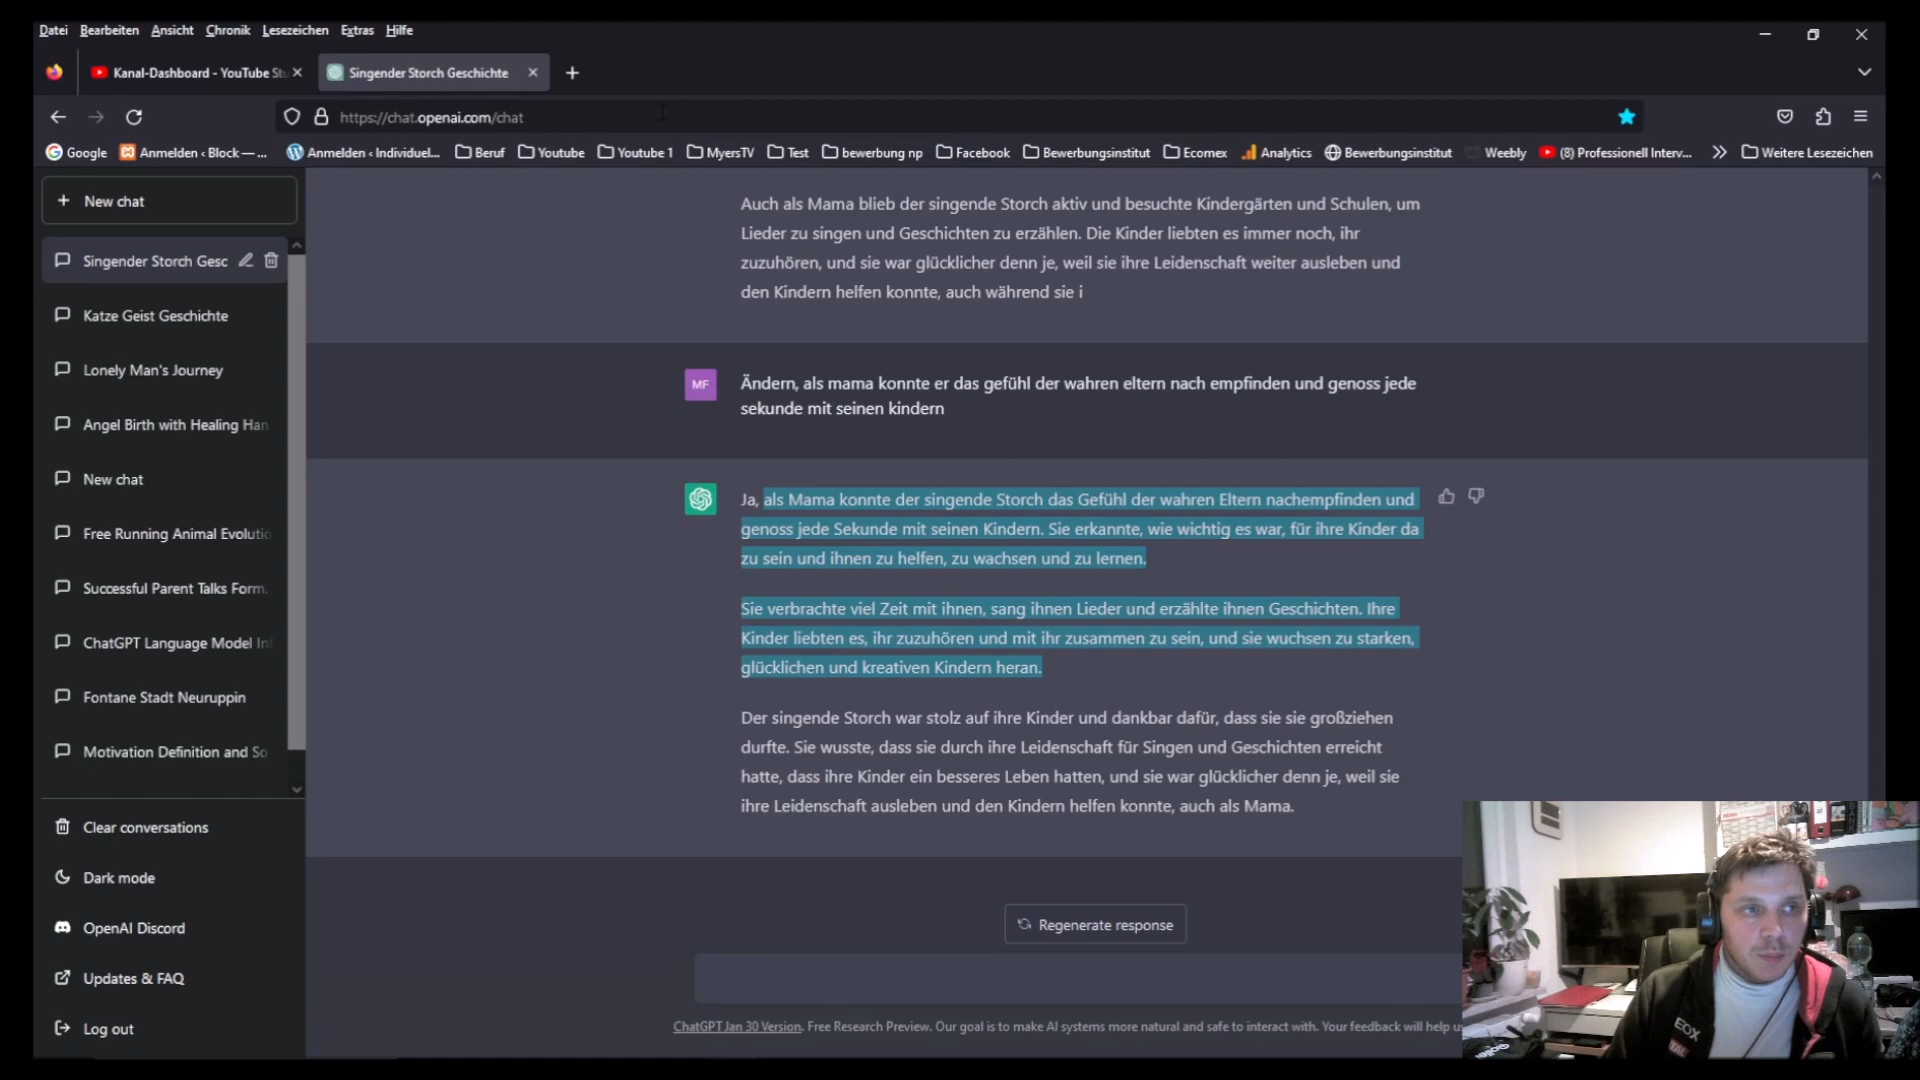 Datei Bearbeiten Ansicht Chronik Lesezeichen Extras Hilfe
Kanal-Dashboard - YouTube Stu
Singender Storch Geschichte
https://chat.openai.com/chat
Google Anmelden ‹ Block — ... Anmelden ‹ Individuel... Beruf Youtube Youtube 1 MyersTV Test bewerbung np Facebook Bewerbungsinstitut Ecomex Analytics Bewerbungsinstitut Weebly (8) Professionell Interv... Weitere Lesezeichen
+ New chat
Singender Storch Gesc
Katze Geist Geschichte
Lonely Man's Journey
Angel Birth with Healing Han
New chat
Free Running Animal Evolutio
Successful Parent Talks Form.
ChatGPT Language Model Inf
Fontane Stadt Neuruppin
Motivation Definition and So
Clear conversations
Dark mode
OpenAI Discord
Updates & FAQ
Log out
Auch als Mama blieb der singende Storch aktiv und besuchte Kindergärten und Schulen, um
Lieder zu singen und Geschichten zu erzählen. Die Kinder liebten es immer noch, ihr
zuzuhören, und sie war glücklicher denn je, weil sie ihre Leidenschaft weiter ausleben und
den Kindern helfen konnte, auch während sie i
MF
Ändern, als mama konnte er das gefühl der wahren eltern nach empfinden und genoss jede
sekunde mit seinen kindern
Ja, als Mama konnte der singende Storch das Gefühl der wahren Eltern nachempfinden und
genoss jede Sekunde mit seinen Kindern. Sie erkannte, wie wichtig es war, für ihre Kinder da
zu sein und ihnen zu helfen, zu wachsen und zu lernen.
Sie verbrachte viel Zeit mit ihnen, sang ihnen Lieder und erzählte ihnen Geschichten. Ihre
Kinder liebten es, ihr zuzuhören und mit ihr zusammen zu sein, und sie wuchsen zu starken,
glücklichen und kreativen Kindern heran.
Der singende Storch war stolz auf ihre Kinder und dankbar dafür, dass sie sie großziehen
durfte. Sie wusste, dass sie durch ihre Leidenschaft für Singen und Geschichten erreicht
hatte, dass ihre Kinder ein besseres Leben hatten, und sie war glücklicher denn je, weil sie
ihre Leidenschaft ausleben und den Kindern helfen konnte, auch als Mama.
Regenerate response
ChatGPT Jan 30 Version. Free Research Preview. Our goal is to make AI systems more natural and safe to interact with. Your feedback will help us